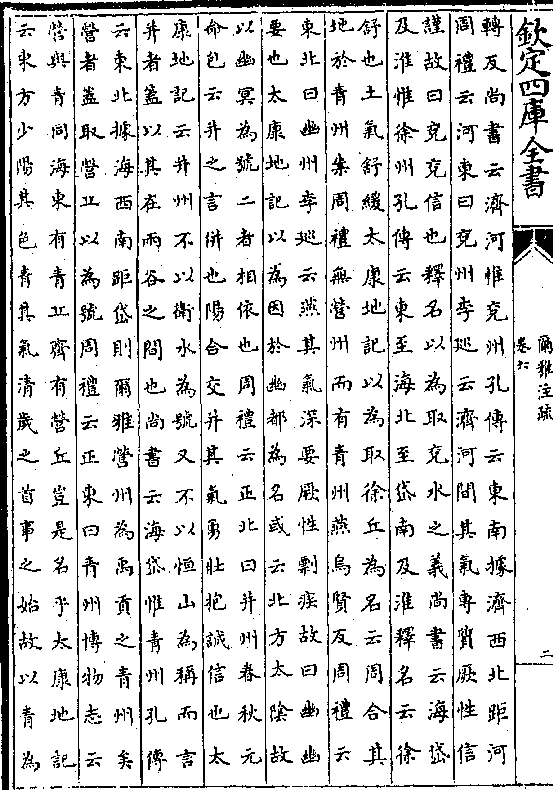 欽定四庫全書
爾雅注疏
卷六
二
轉反尚書云濟河惟兗州孔傳云東南據濟西北距河
周禮云河東曰兗州李廵云濟河間其氣專質厥性信
謹故曰兗兗信也釋名以為取兗水之義尚書云海岱
及淮惟徐州孔傳云東至海北至岱南及淮釋名云徐
舒也土氣舒緩太康地記以為取徐丘為名云周合其
地於青州案周禮無營州而有青州燕烏賢反周禮云
東北曰幽州李廵云燕其氣深要厥性剽疾故曰幽幽
要也太康地記以為因於幽都為名或云北方太陰故
以幽冥為號二者相依也周禮云正北曰并州春秋元
命包云并之言併也陽合交并其氣勇壯抱誠信也太
康地記云并州不以衛水為號又不以恒山為稱而言
并者蓋以其在兩谷之間也尚書云海岱惟青州孔傳
云東北據海西南距岱則爾雅營州為禹貢之青州矣
營者蓋取營丘以為號周禮云正東曰青州博物志云
營與青同海東有青丘齊有營丘豈是名乎太康地記
云東方少陽其色青其氣清歲之首事之始故以青為